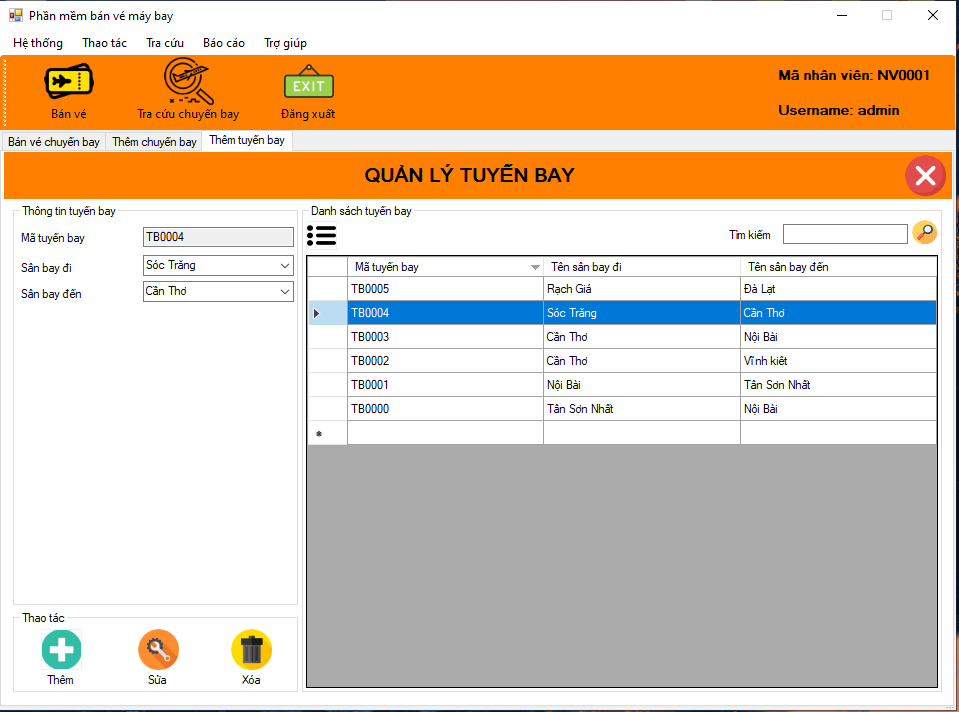 Phần mềm bán vé máy bay
Hệ thống Thao tác Tra cứu Báo cáo Trợ giúp
EXIT
Bán vé Tra cứu chuyến bay Đăng xuất
Mã nhân viên: NV0001
Username: admin
Bán vé chuyến bay Thêm chuyến bay Thêm tuyến bay
QUẢN LÝ TUYẾN BAY
Thông tin tuyến bay
Mã tuyến bay TB0004
Sân bay đi Sóc Trăng
Sân bay đến Cần Thơ
Danh sách tuyến bay
Tìm kiếm
Mã tuyến bay Tên sân bay đi Tên sân bay đến
TB0005 Rạch Giá Đà Lạt
TB0004 Sóc Trăng Cần Thơ
TB0003 Cần Thơ Nội Bài
TB0002 Cần Thơ Vĩnh kiêt
TB0001 Nội Bài Tân Sơn Nhất
TB0000 Tân Sơn Nhất Nội Bài
Thao tác
Thêm Sửa Xóa